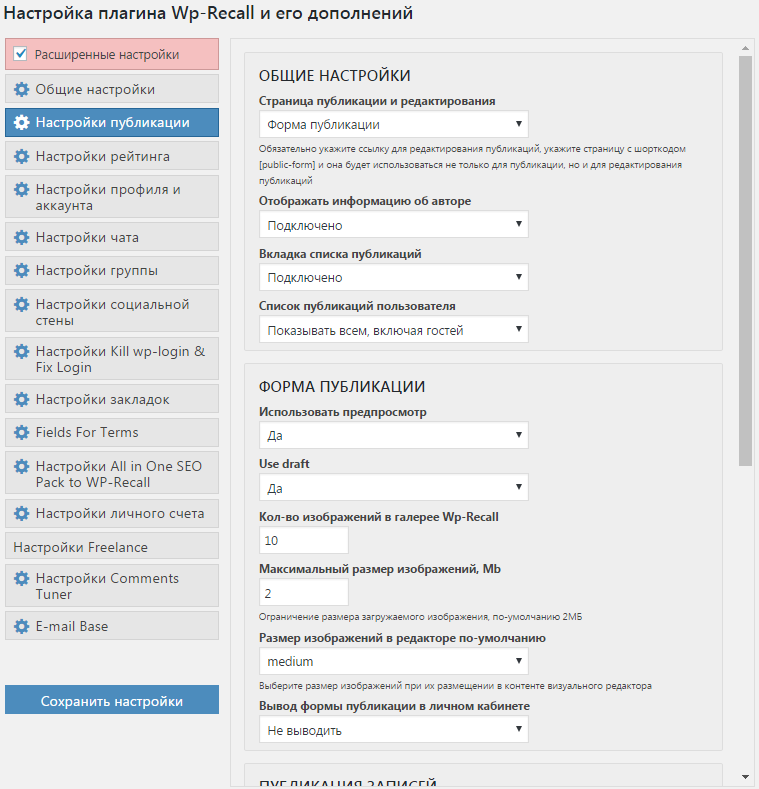 Настройка плагина Wp-Recall и его дополнений
Расширенные настройки
Общие настройки
Настройки публикации
Настройки рейтинга
Настройки профиля и
аккаунта
Настройки чата
Настройки группы
Настройки социальной
стены
Настройки Kill wp-login &
Fix Login
Настройки закладок
Fields For Terms
Настройки All in One SEO
Pack to WP-Recall
Настройки личного счета
Настройки Freelance
Настройки Comments
Tuner
E-mail Base
Сохранить настройки
ОБЩИЕ НАСТРОЙКИ
Страница публикации и редактирования
Форма публикации
Обязательно укажите ссылку для редактирования публикаций, укажите страницу с шорткодом
[public-form] и она будет использоваться не только для публикации, но и для редактирования
публикаций
Отображать информацию об авторе
Подключено
Вкладка списка публикаций
Подключено
Список публикаций пользователя
Показывать всем, включая гостей
ФОРМА ПУБЛИКАЦИИ
Использовать предпросмотр
Да
Use draft
Да
Кол-во изображений в галерее Wp-Recall
10
Максимальный размер изображений, Mb
2
Ограничение размера загружаемого изображения, по-умолчанию 2МБ
Размер изображений в редакторе по-умолчанию
medium
Выберите размер изображений при их размещении в контенте визуального редактора
Вывод формы публикации в личном кабинете
Не выводить
ПУБЛИКАЦИЯ ЗАПИСЕЙ